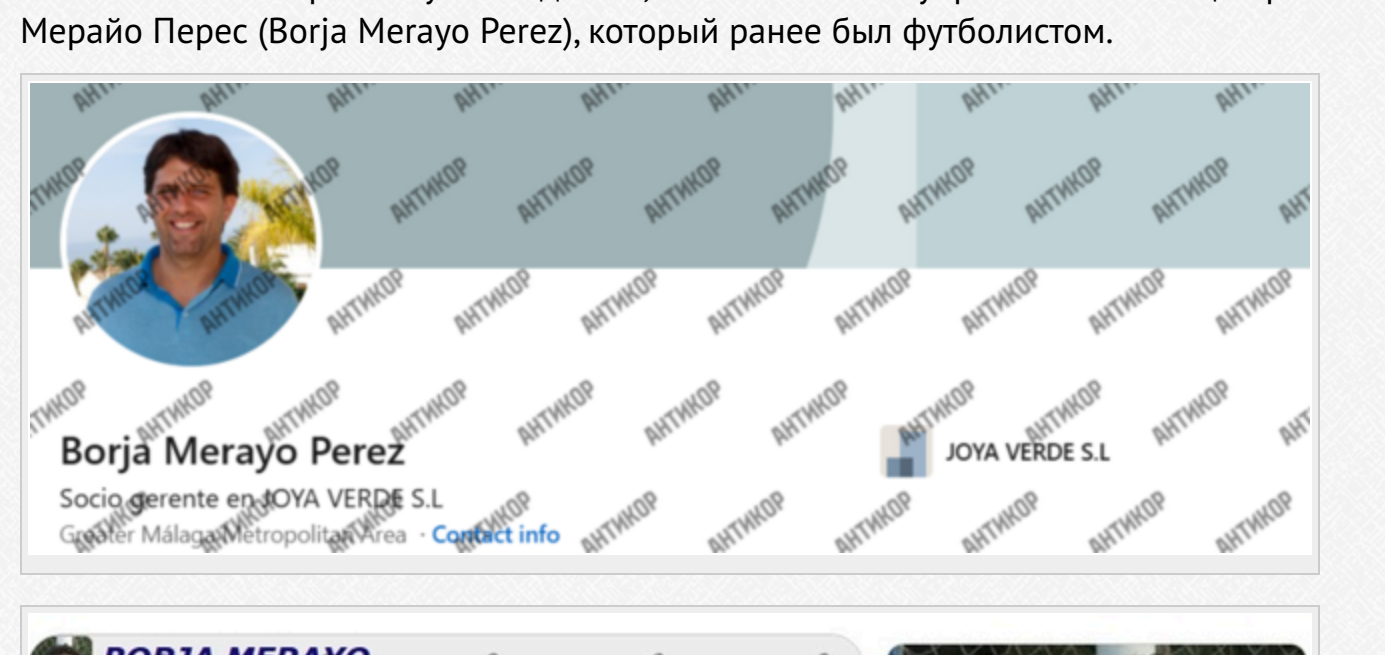 Мерайо Перес (Borja Merayo Perez), который ранее был футболистом.
Borja Merayo Perez
JOYA VERDE S.L
Socio gerente en JOYA VERDE S.L
Greater Málaga Metropolitan Area · Contact info
BORJA MERAYO
АНТИКОР